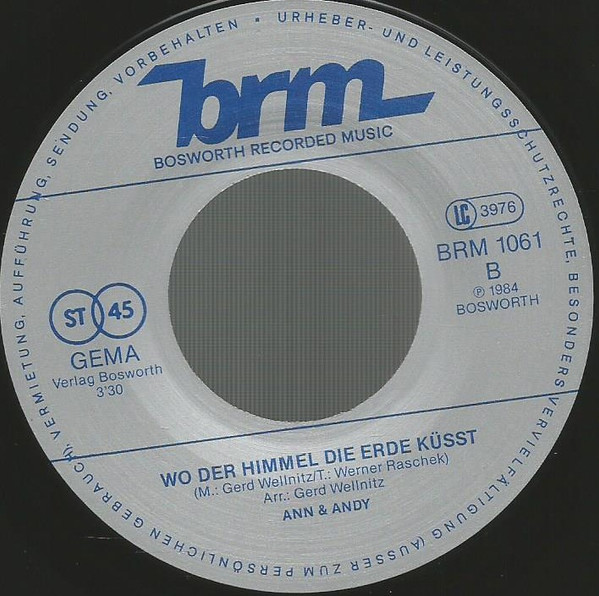 URHEBER- UND LEISTUNGSSCHUTZRECHTE, BESONDERS VERVIELFÄLTIGUNG (AUSSER ZUM PERSÖNLICHEN GEBRAUCH), VERMIETUNG, AUFFÜHRUNG, SENDUNG, VORBEHALTEN •
brm
BOSWORTH RECORDED MUSIC
LC 3976
BRM 1061
B
℗ 1984
BOSWORTH
ST 45
GEMA
Verlag Bosworth
3'30
WO DER HIMMEL DIE ERDE KÜSST
(M.: Gerd Wellnitz/T.: Werner Raschek)
Arr.: Gerd Wellnitz
ANN & ANDY